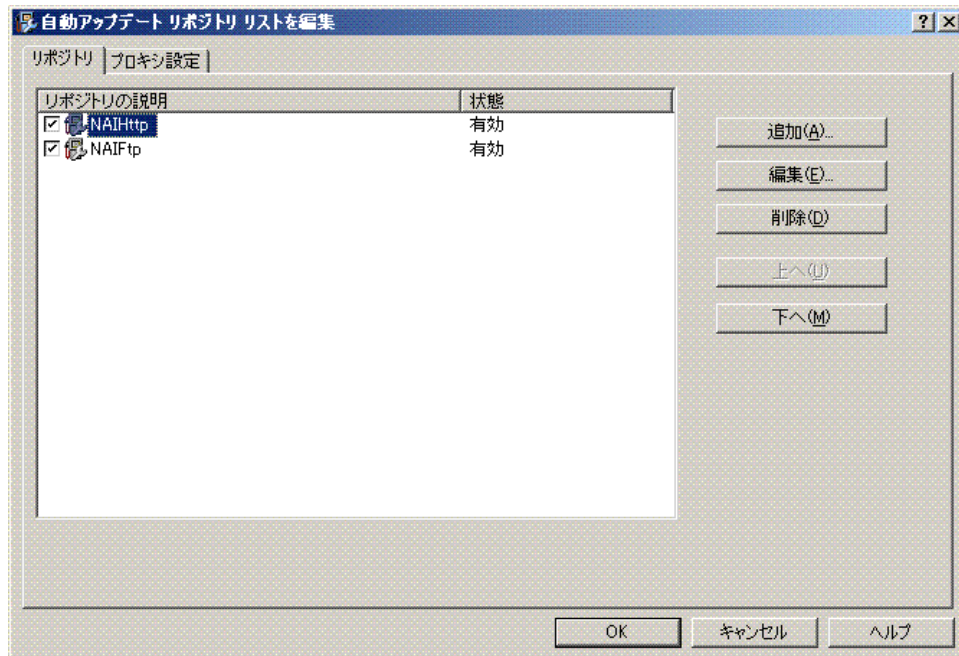 自動アップデート リポジトリ リストを編集
リポジトリ プロキシ設定
リポジトリの説明 状態
NAIHttp 有効
NAIFtp 有効
追加(A)...
編集(E)...
削除(D)
上へ(U)
下へ(M)
OK キャンセル ヘルプ